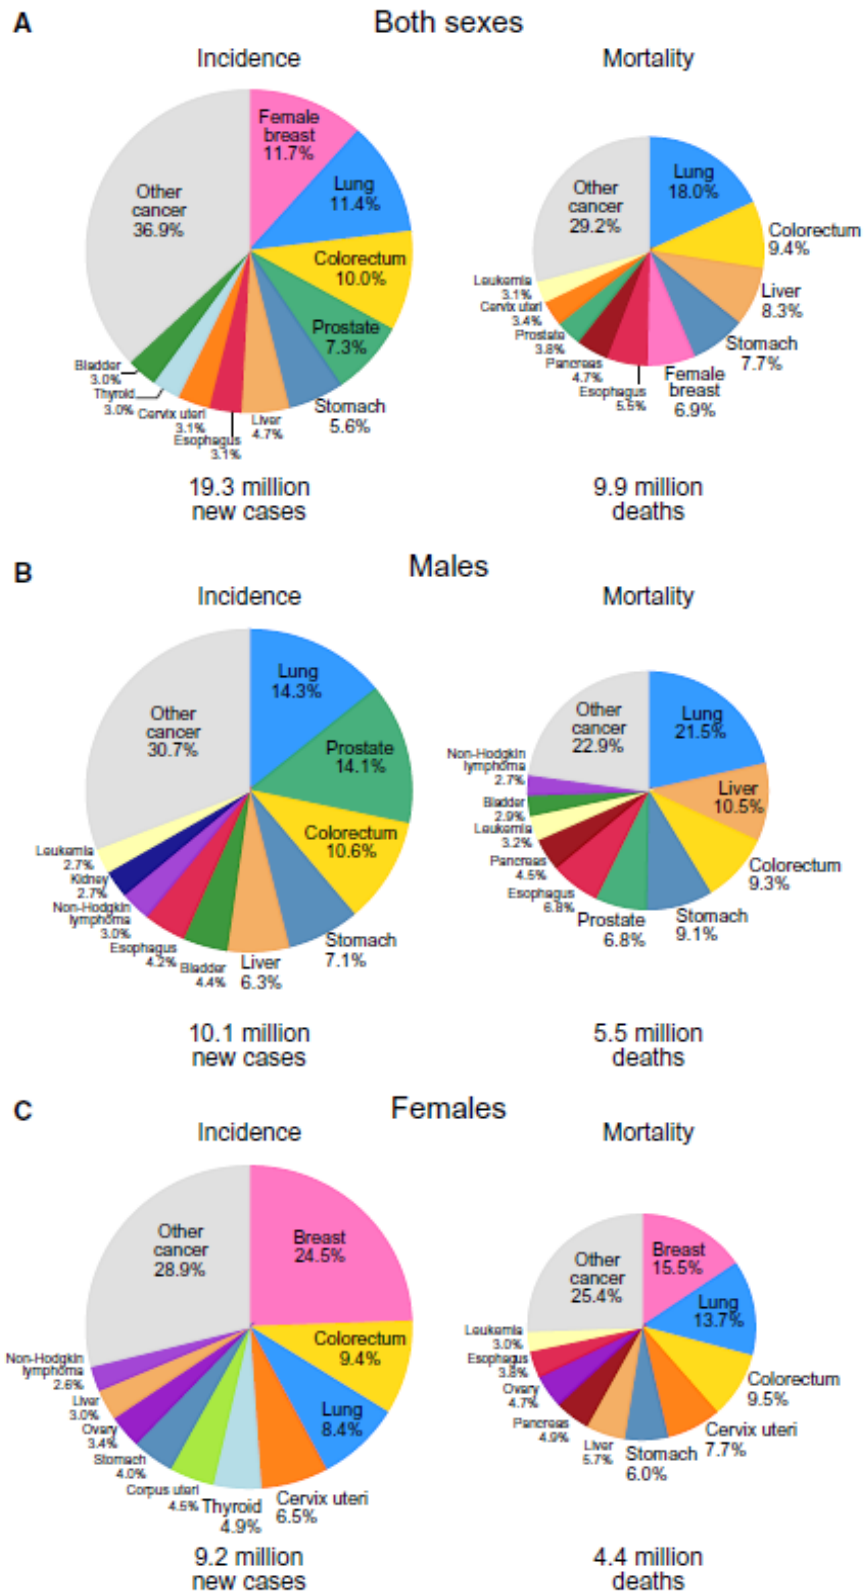 A
Both sexes
Incidence
Mortality
Female
breast
11.7%
Lung
11.4%
Colorectum
10.0%
Prostate
7.3%
Stomach
5.6%
Liver
4.7%
Esophagus
3.1%
Cervix uteri
3.1%
Thyroid
3.0%
Bladder
3.0%
Other
cancer
36.9%
19.3 million
new cases
Lung
18.0%
Colorectum
9.4%
Liver
8.3%
Stomach
7.7%
Female
breast
6.9%
Esophagus
5.5%
Pancreas
4.7%
Prostate
3.8%
Cervix uteri
3.4%
Leukemia
3.1%
Other
cancer
29.2%
9.9 million
deaths
B
Males
Incidence
Mortality
Lung
14.3%
Prostate
14.1%
Colorectum
10.6%
Stomach
7.1%
Liver
6.3%
Bladder
4.4%
Esophagus
4.2%
Non-Hodgkin
lymphoma
3.0%
Kidney
2.7%
Leukemia
2.7%
Other
cancer
30.7%
10.1 million
new cases
Lung
21.5%
Liver
10.5%
Colorectum
9.3%
Stomach
9.1%
Prostate
6.8%
Esophagus
6.8%
Pancreas
4.5%
Leukemia
3.2%
Bladder
2.9%
Non-Hodgkin
lymphoma
2.7%
Other
cancer
22.9%
5.5 million
deaths
C
Females
Incidence
Mortality
Breast
24.5%
Colorectum
9.4%
Lung
8.4%
Cervix uteri
6.5%
Thyroid
4.9%
Corpus uteri
4.5%
Stomach
4.0%
Ovary
3.4%
Liver
3.0%
Non-Hodgkin
lymphoma
2.6%
Other
cancer
28.9%
9.2 million
new cases
Breast
15.5%
Lung
13.7%
Colorectum
9.5%
Cervix uteri
7.7%
Stomach
6.0%
Liver
5.7%
Pancreas
4.9%
Ovary
4.7%
Esophagus
3.8%
Leukemia
3.0%
Other
cancer
25.4%
4.4 million
deaths